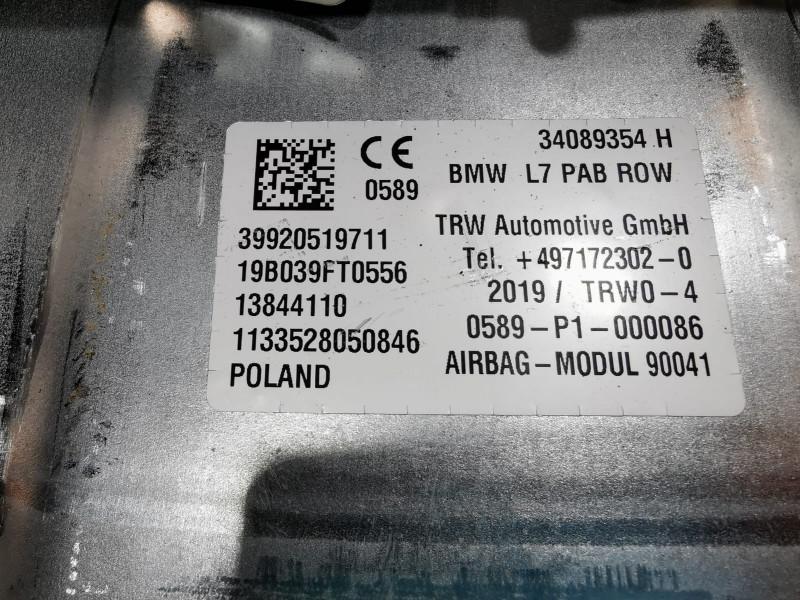 CE
0589
39920519711
19B039FT0556
13844110
1133528050846
POLAND
34089354 H
BMW L7 PAB ROW
TRW Automotive GmbH
Tel. +497172302-0
2019 / TRW0-4
0589-P1-000086
AIRBAG-MODUL 90041